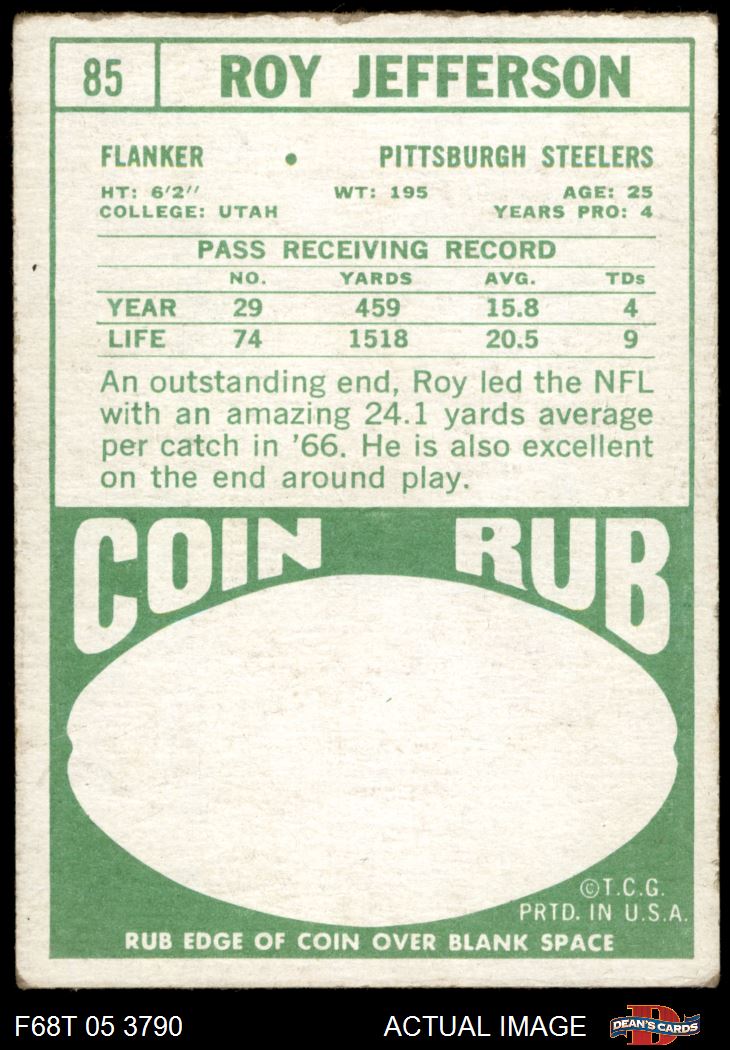 85 ROY JEFFERSON
FLANKER • PITTSBURGH STEELERS
HT: 6'2" WT: 195 AGE: 25
COLLEGE: UTAH YEARS PRO: 4
PASS RECEIVING RECORD
NO. YARDS AVG. TDs
YEAR 29 459 15.8 4
LIFE 74 1518 20.5 9
An outstanding end, Roy led the NFL
with an amazing 24.1 yards average
per catch in '66. He is also excellent
on the end around play.
COIN RUB
©T.C.G.
PRTD. IN U.S.A.
RUB EDGE OF COIN OVER BLANK SPACE
F68T 05 3790 ACTUAL IMAGE D DEAN'S CARDS